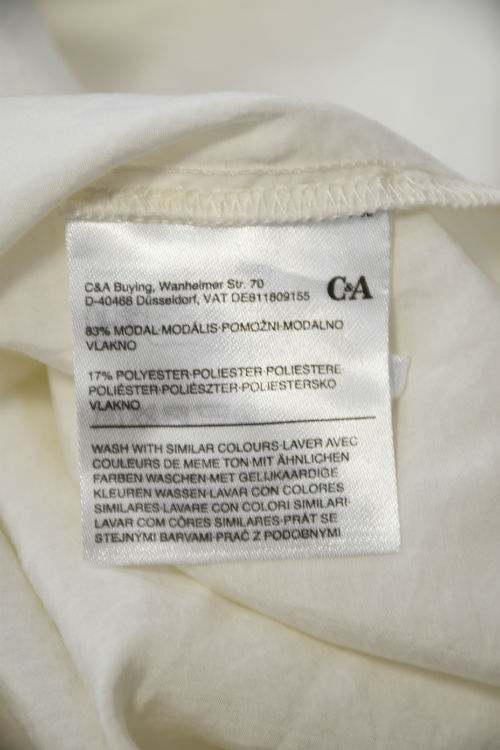 C&A Buying, Wanheimer Str. 70
D-40468 Düsseldorf, VAT DE811809155
C&A
83% MODAL·MODÁLIS·POMOŽNI·MODALNO
VLAKNO
17% POLYESTER·POLIESTER·POLIESTERE
POLIÉSTER·POLIÉSZTER·POLIESTERSKO
VLAKNO
WASH WITH SIMILAR COLOURS·LAVER AVEC
COULEURS DE MEME TON·MIT ÄHNLICHEN
FARBEN WASCHEN·MET GELIJKAARDIGE
KLEUREN WASSEN·LAVAR CON COLORES
SIMILARES·LAVARE CON COLORI SIMILARI
LAVAR COM CÔRES SIMILARES·PRÁT SE
STEJNÝMI BARVAMI·PRAĆ Z PODOBNYMI